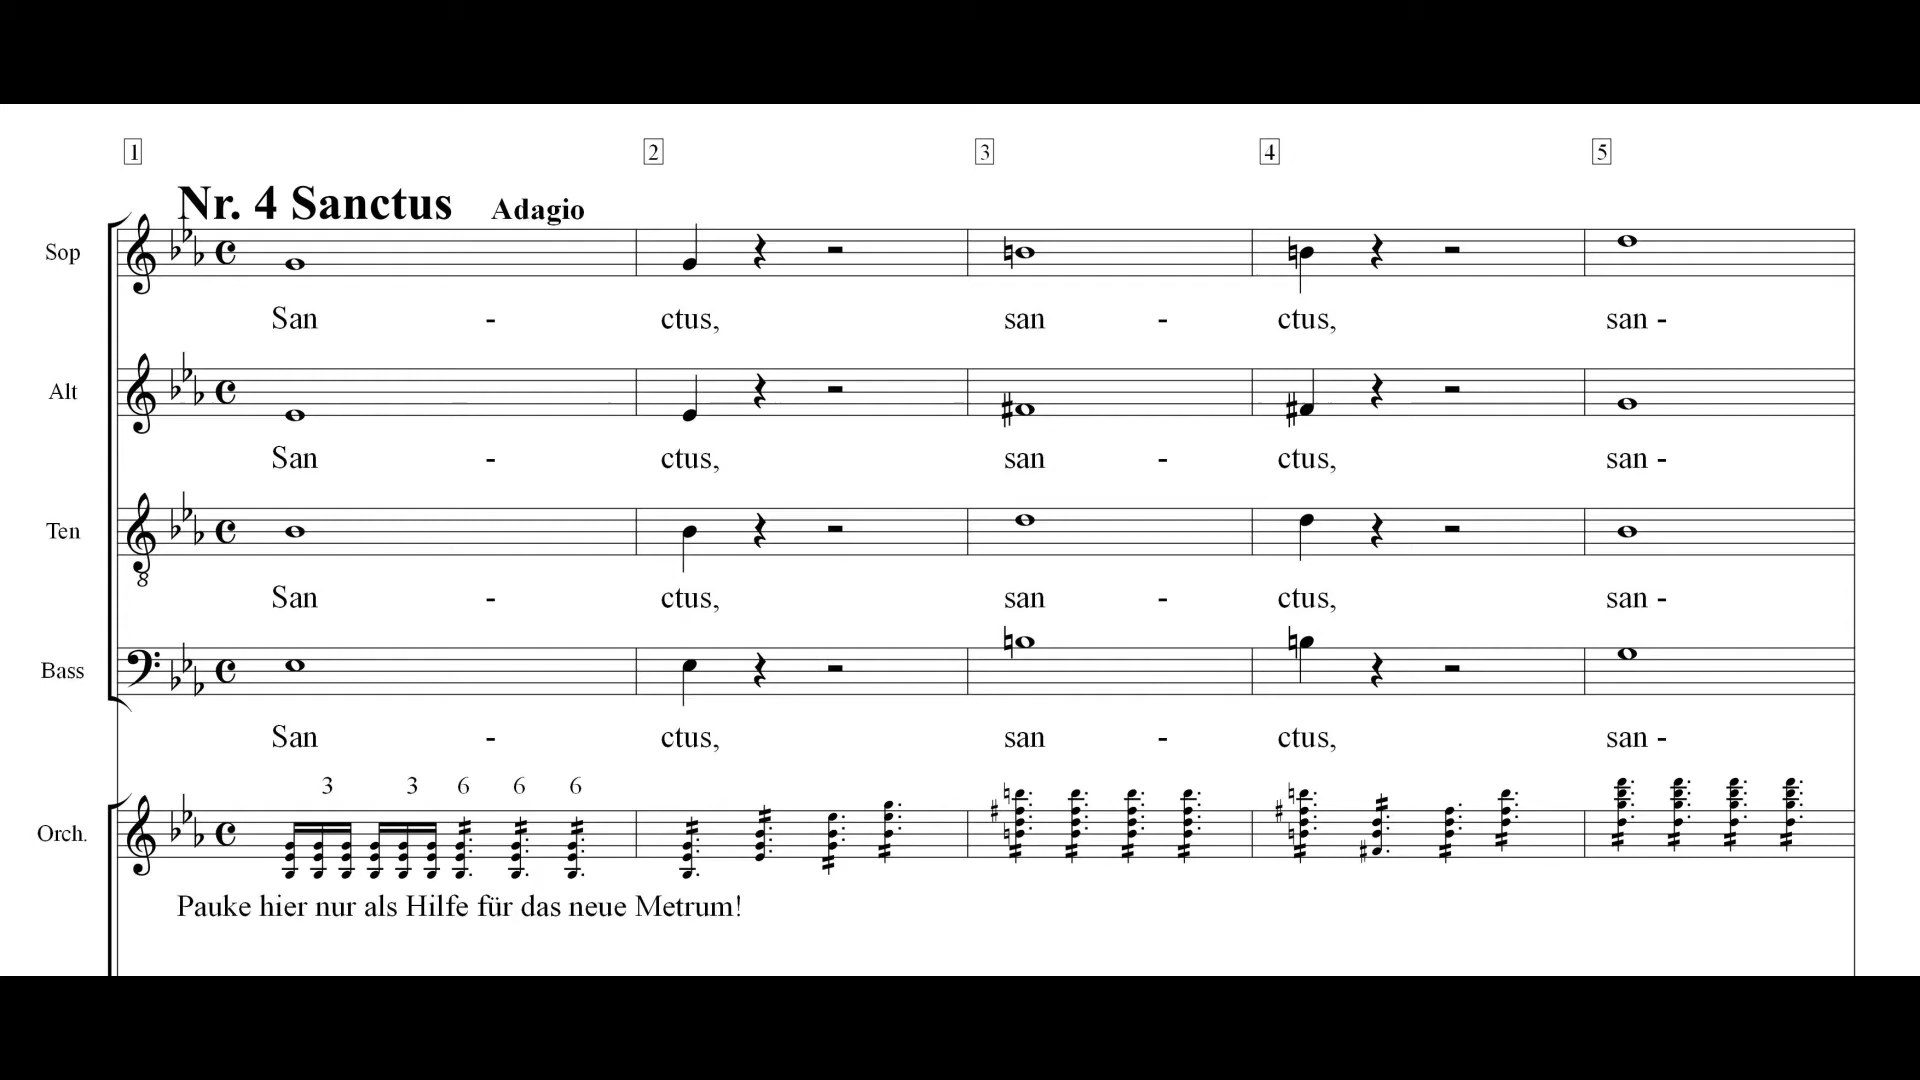 1 2 3 4 5
Nr. 4 Sanctus Adagio
Sop
San - ctus, san - ctus, san -
Alt
San - ctus, san - ctus, san -
Ten
8
San - ctus, san - ctus, san -
Bass
San - ctus, san - ctus, san -
3 3 6 6 6
Orch.
Pauke hier nur als Hilfe für das neue Metrum!